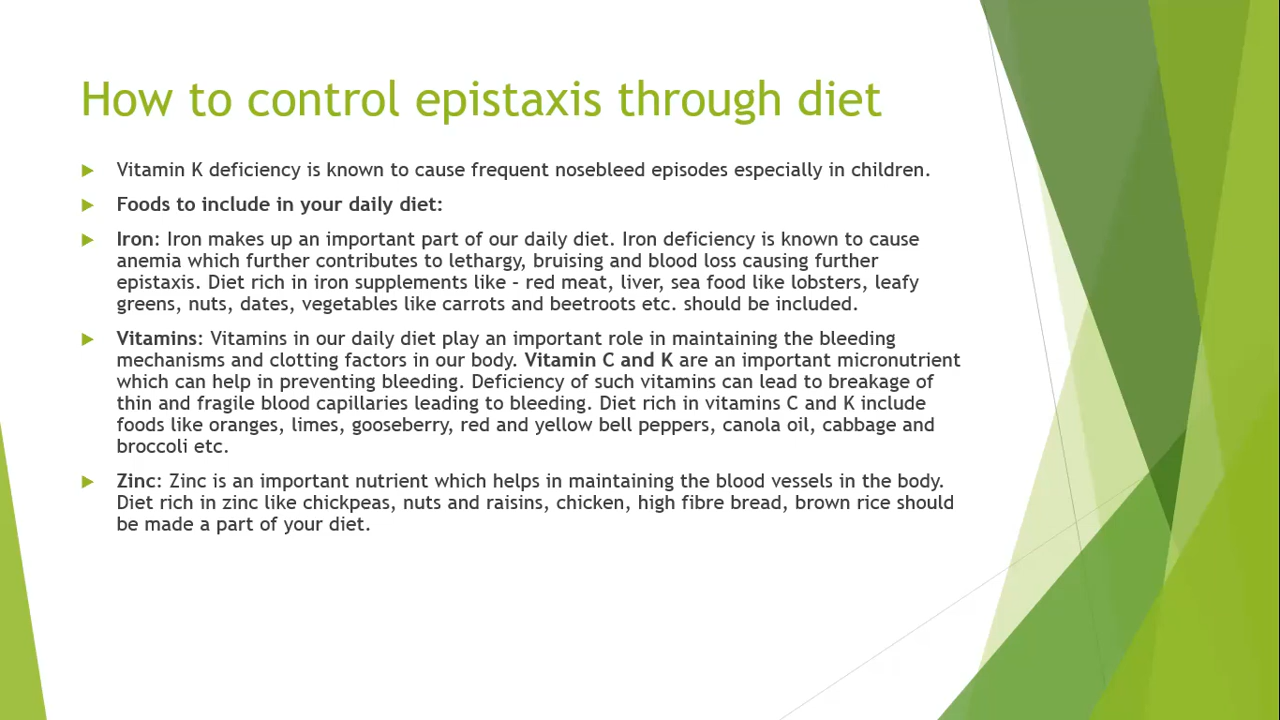 How to control epistaxis through diet
Vitamin K deficiency is known to cause frequent nosebleed episodes especially in children.
Foods to include in your daily diet:
Iron: Iron makes up an important part of our daily diet. Iron deficiency is known to cause
anemia which further contributes to lethargy, bruising and blood loss causing further
epistaxis. Diet rich in iron supplements like - red meat, liver, sea food like lobsters, leafy
greens, nuts, dates, vegetables like carrots and beetroots etc. should be included.
Vitamins: Vitamins in our daily diet play an important role in maintaining the bleeding
mechanisms and clotting factors in our body. Vitamin C and K are an important micronutrient
which can help in preventing bleeding. Deficiency of such vitamins can lead to breakage of
thin and fragile blood capillaries leading to bleeding. Diet rich in vitamins C and K include
foods like oranges, limes, gooseberry, red and yellow bell peppers, canola oil, cabbage and
broccoli etc.
Zinc: Zinc is an important nutrient which helps in maintaining the blood vessels in the body.
Diet rich in zinc like chickpeas, nuts and raisins, chicken, high fibre bread, brown rice should
be made a part of your diet.